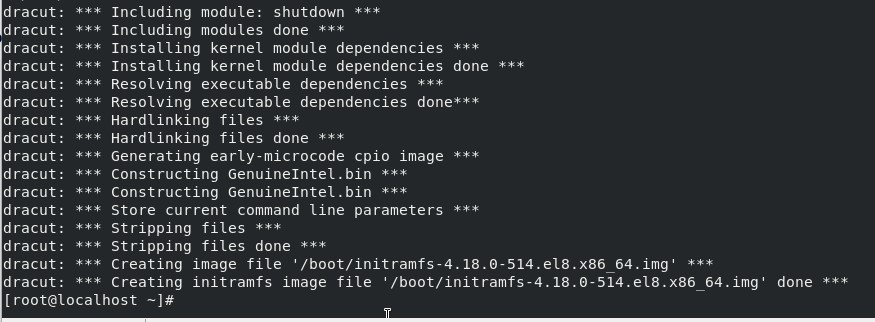 dracut: *** Including module: shutdown ***
dracut: *** Including modules done ***
dracut: *** Installing kernel module dependencies ***
dracut: *** Installing kernel module dependencies done ***
dracut: *** Resolving executable dependencies ***
dracut: *** Resolving executable dependencies done***
dracut: *** Hardlinking files ***
dracut: *** Hardlinking files done ***
dracut: *** Generating early-microcode cpio image ***
dracut: *** Constructing GenuineIntel.bin ***
dracut: *** Constructing GenuineIntel.bin ***
dracut: *** Store current command line parameters ***
dracut: *** Stripping files ***
dracut: *** Stripping files done ***
dracut: *** Creating image file '/boot/initramfs-4.18.0-514.el8.x86_64.img' ***
dracut: *** Creating initramfs image file '/boot/initramfs-4.18.0-514.el8.x86_64.img' done ***
[root@localhost ~]#